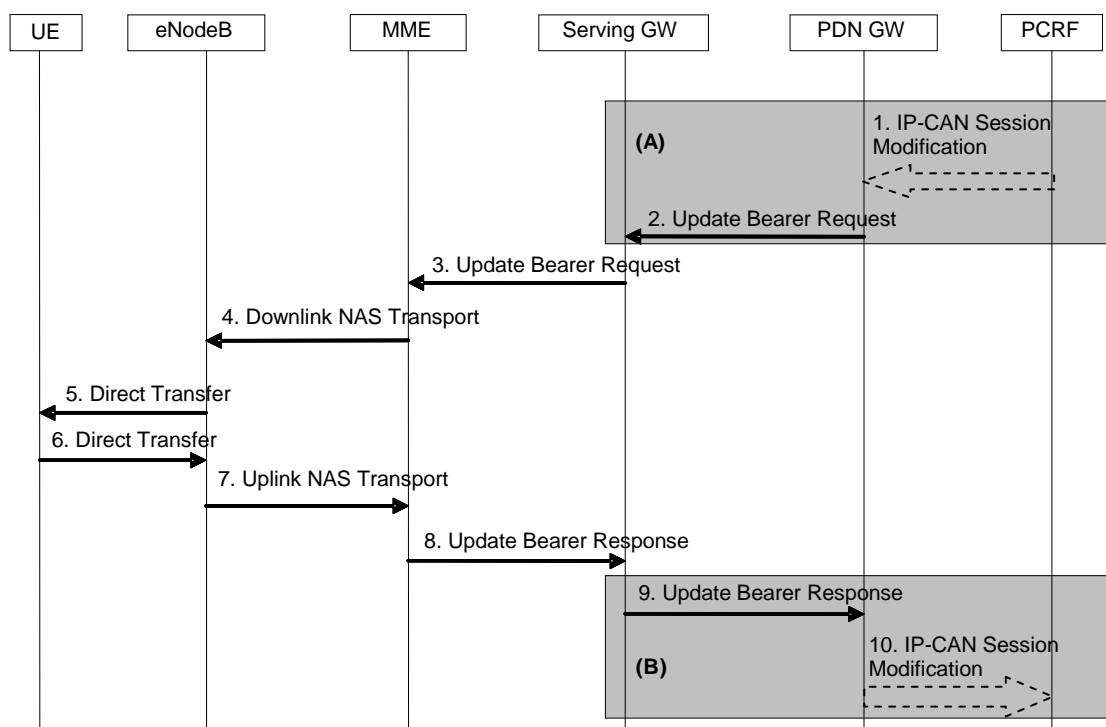 UE
eNodeB
MME
Serving GW
PDN GW
PCRF
(A)
1. IP-CAN Session
Modification
2. Update Bearer Request
3. Update Bearer Request
4. Downlink NAS Transport
5. Direct Transfer
6. Direct Transfer
7. Uplink NAS Transport
8. Update Bearer Response
9. Update Bearer Response
(B)
10. IP-CAN Session
Modification